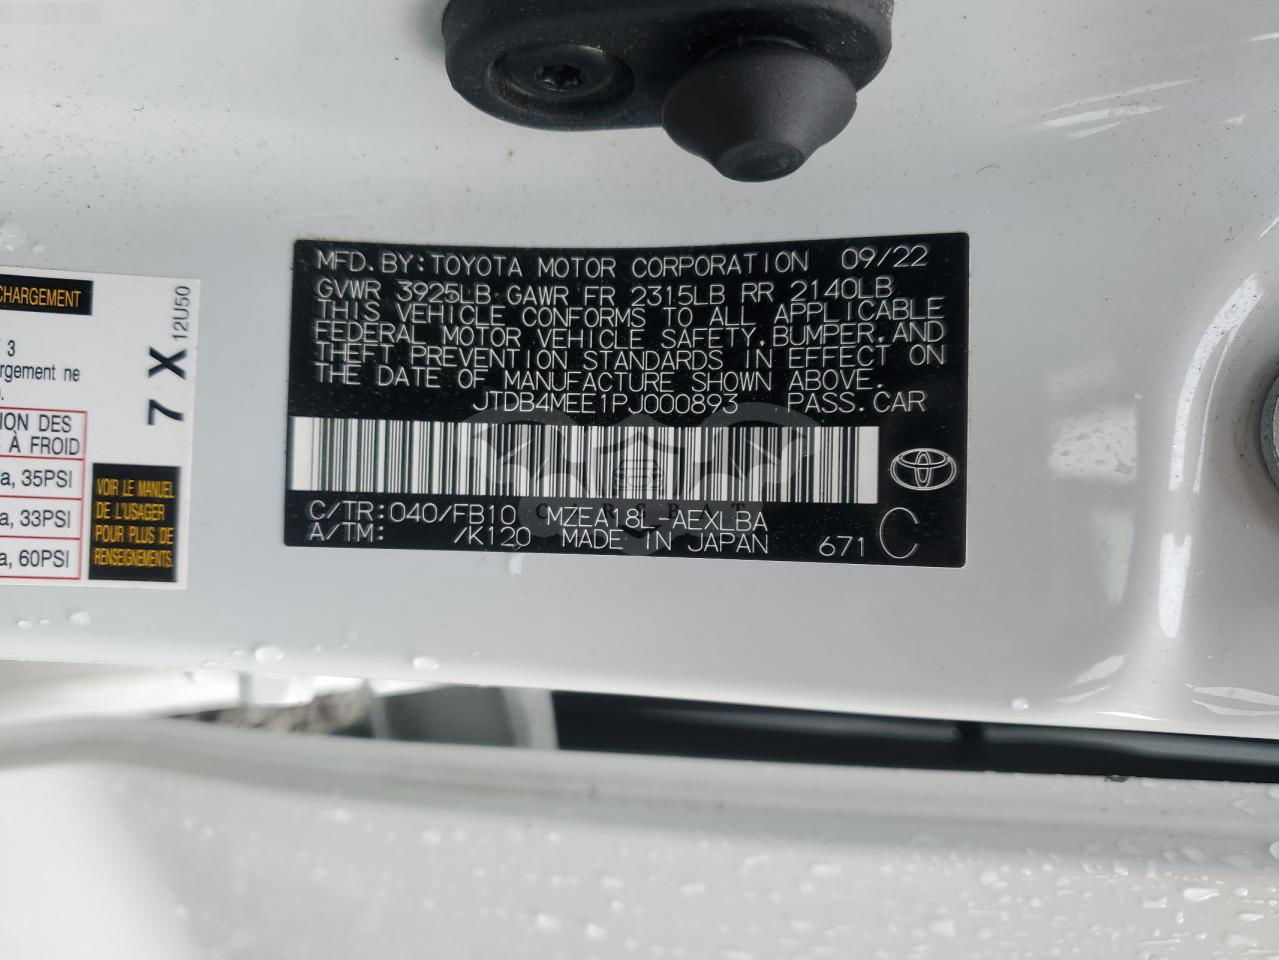 MFD. BY: TOYOTA MOTOR CORPORATION 09/22
GVWR 3925LB GAWR FR 2315LB RR 2140LB
THIS VEHICLE CONFORMS TO ALL APPLICABLE
FEDERAL MOTOR VEHICLE SAFETY, BUMPER, AND
THEFT PREVENTION STANDARDS IN EFFECT ON
THE DATE OF MANUFACTURE SHOWN ABOVE.
JTDB4MEE1PJ000893 PASS. CAR
C/TR: 040/FB10 MZEA18L-AEXLBA
A/TM: /K120 MADE IN JAPAN 671 C
CARSBAT
CHARGEMENT
3
rgement ne
ION DES
À FROID
a, 35PSI
a, 33PSI
a, 60PSI
7 X 12U50
VOIR LE MANUEL
DE L'USAGER
POUR PLUS DE
RENSEIGNEMENTS.